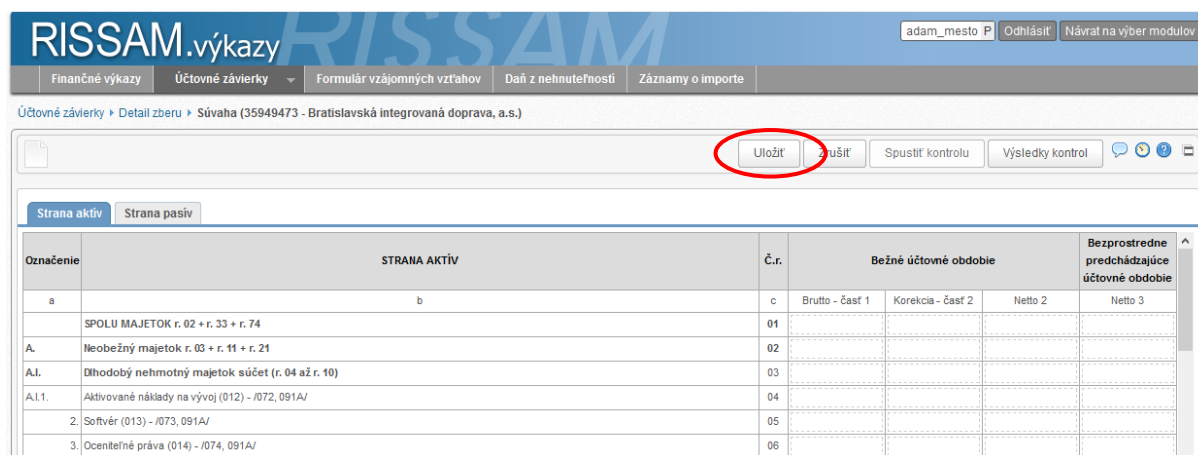 RISSAM.výkazy
RISSAM
adam_mesto P Odhlásiť Návrat na výber modulov
Finančné výkazy Účtovné závierky Formulár vzájomných vzťahov Daň z nehnuteľnosti Záznamy o importe
Účtovné závierky Detail zberu Súvaha (35949473 - Bratislavská integrovaná doprava, a.s.)
Uložiť Zrušiť Spustiť kontrolu Výsledky kontrol
Strana aktív Strana pasív
Označenie STRANA AKTÍV Č.r. Bežné účtovné obdobie Bezprostredne predchádzajúce účtovné obdobie
a b c Brutto - časť 1 Korekcia - časť 2 Netto 2 Netto 3
SPOLU MAJETOK r. 02 + r. 33 + r. 74 01
A. Neobežný majetok r. 03 + r. 11 + r. 21 02
A.I. Dlhodobý nehmotný majetok súčet (r. 04 až r. 10) 03
A.I.1. Aktivované náklady na vývoj (012) - /072, 091A/ 04
2. Softvér (013) - /073, 091A/ 05
3. Oceniteľné práva (014) - /074, 091A/ 06